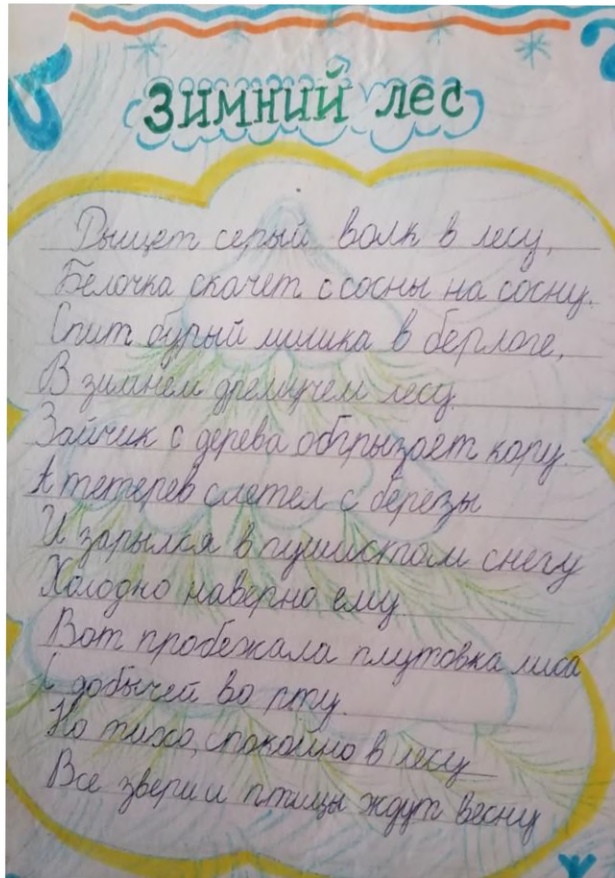 Зимний лес
Рыщет серый волк в лесу,
Белочка скачет с сосны на сосну.
Спит бурый мишка в берлоге,
В зимнем дремучем лесу.
Зайчик с дерева обгрызает кору.
А тетерев слетел с березы
И зарылся в пушистом снегу
Холодно наверно ему
Вот пробежала плутовка лиса
С добычей во рту.
Но тихо, спокойно в лесу
Все звери и птицы ждут весну